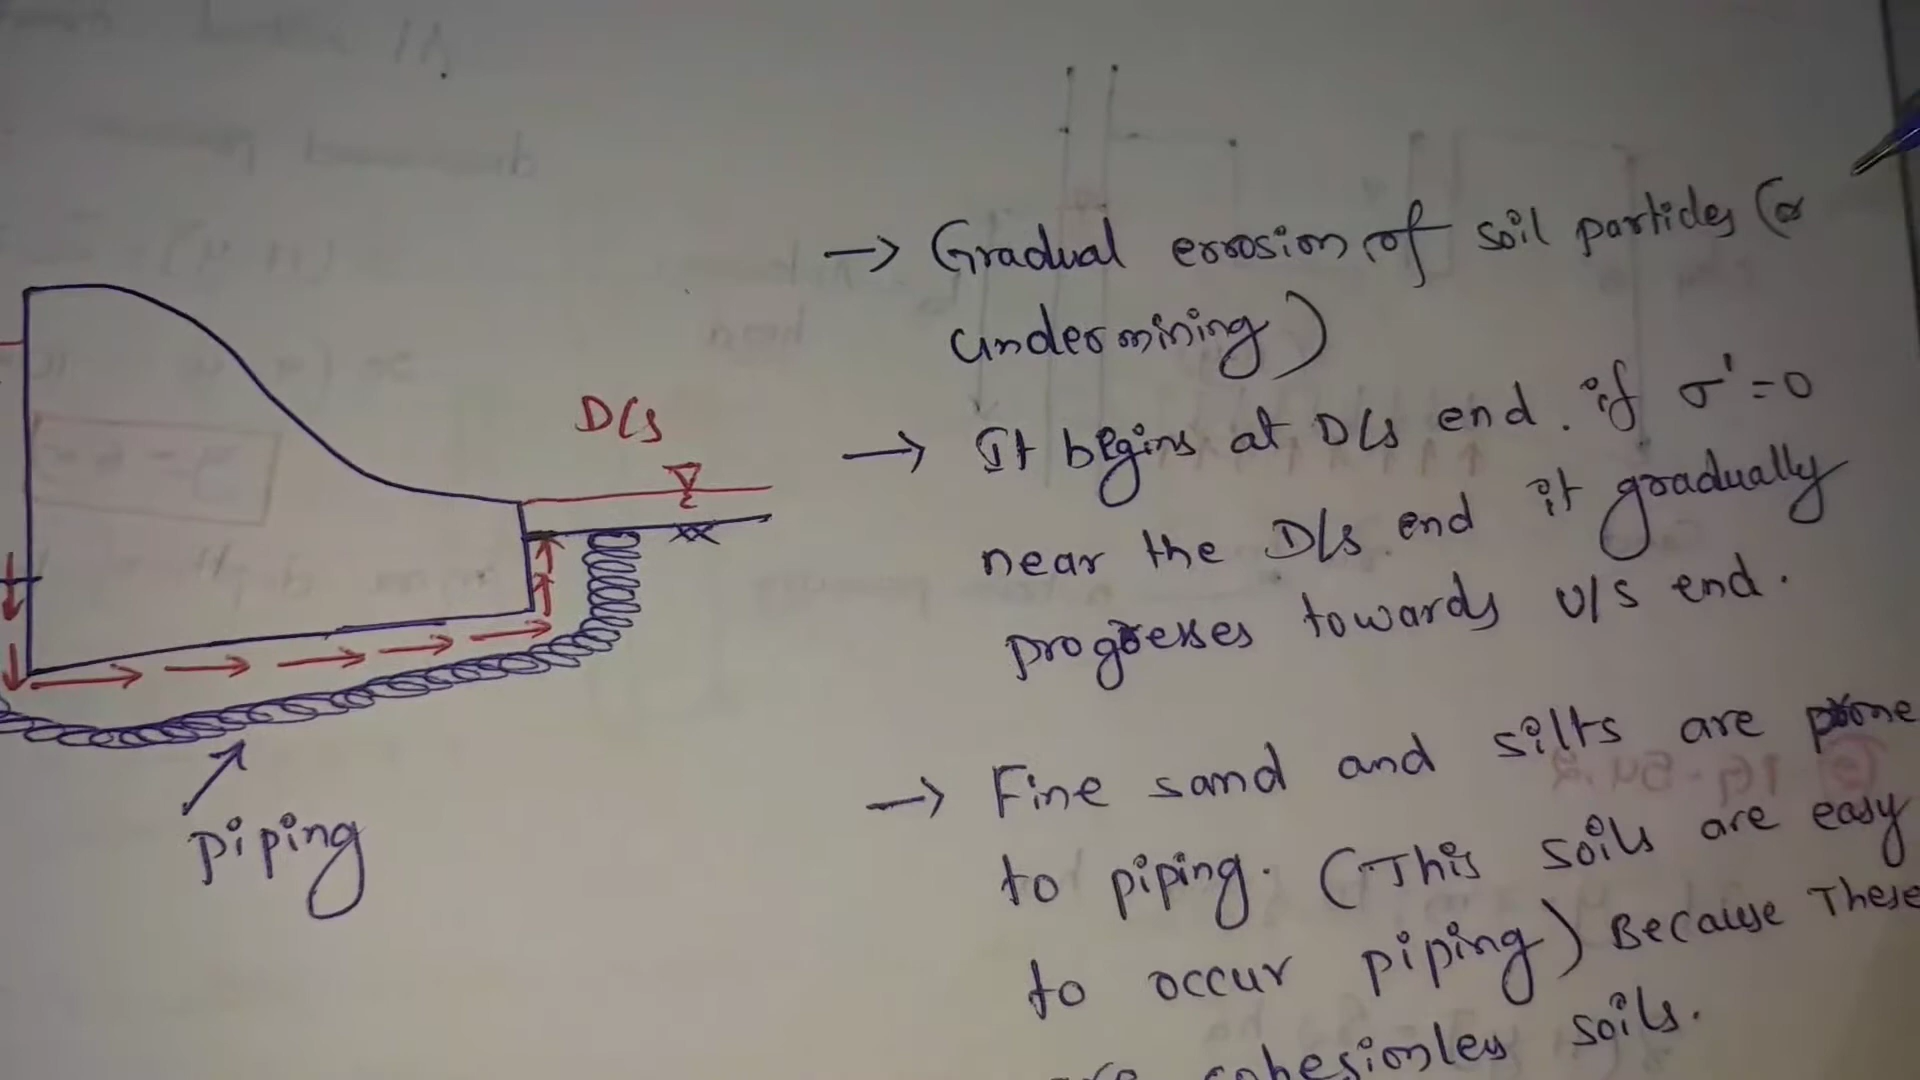 D/s
piping
→ Gradual errosion of soil particles (or
undermining)
→ It begins at D/s end. if σ' = 0
near the D/s end it gradually
progresses towards U/s end.
→ Fine sand and silts are prone
to piping. (This soils are easy
to occur piping) Because These
are cohesionless soils.